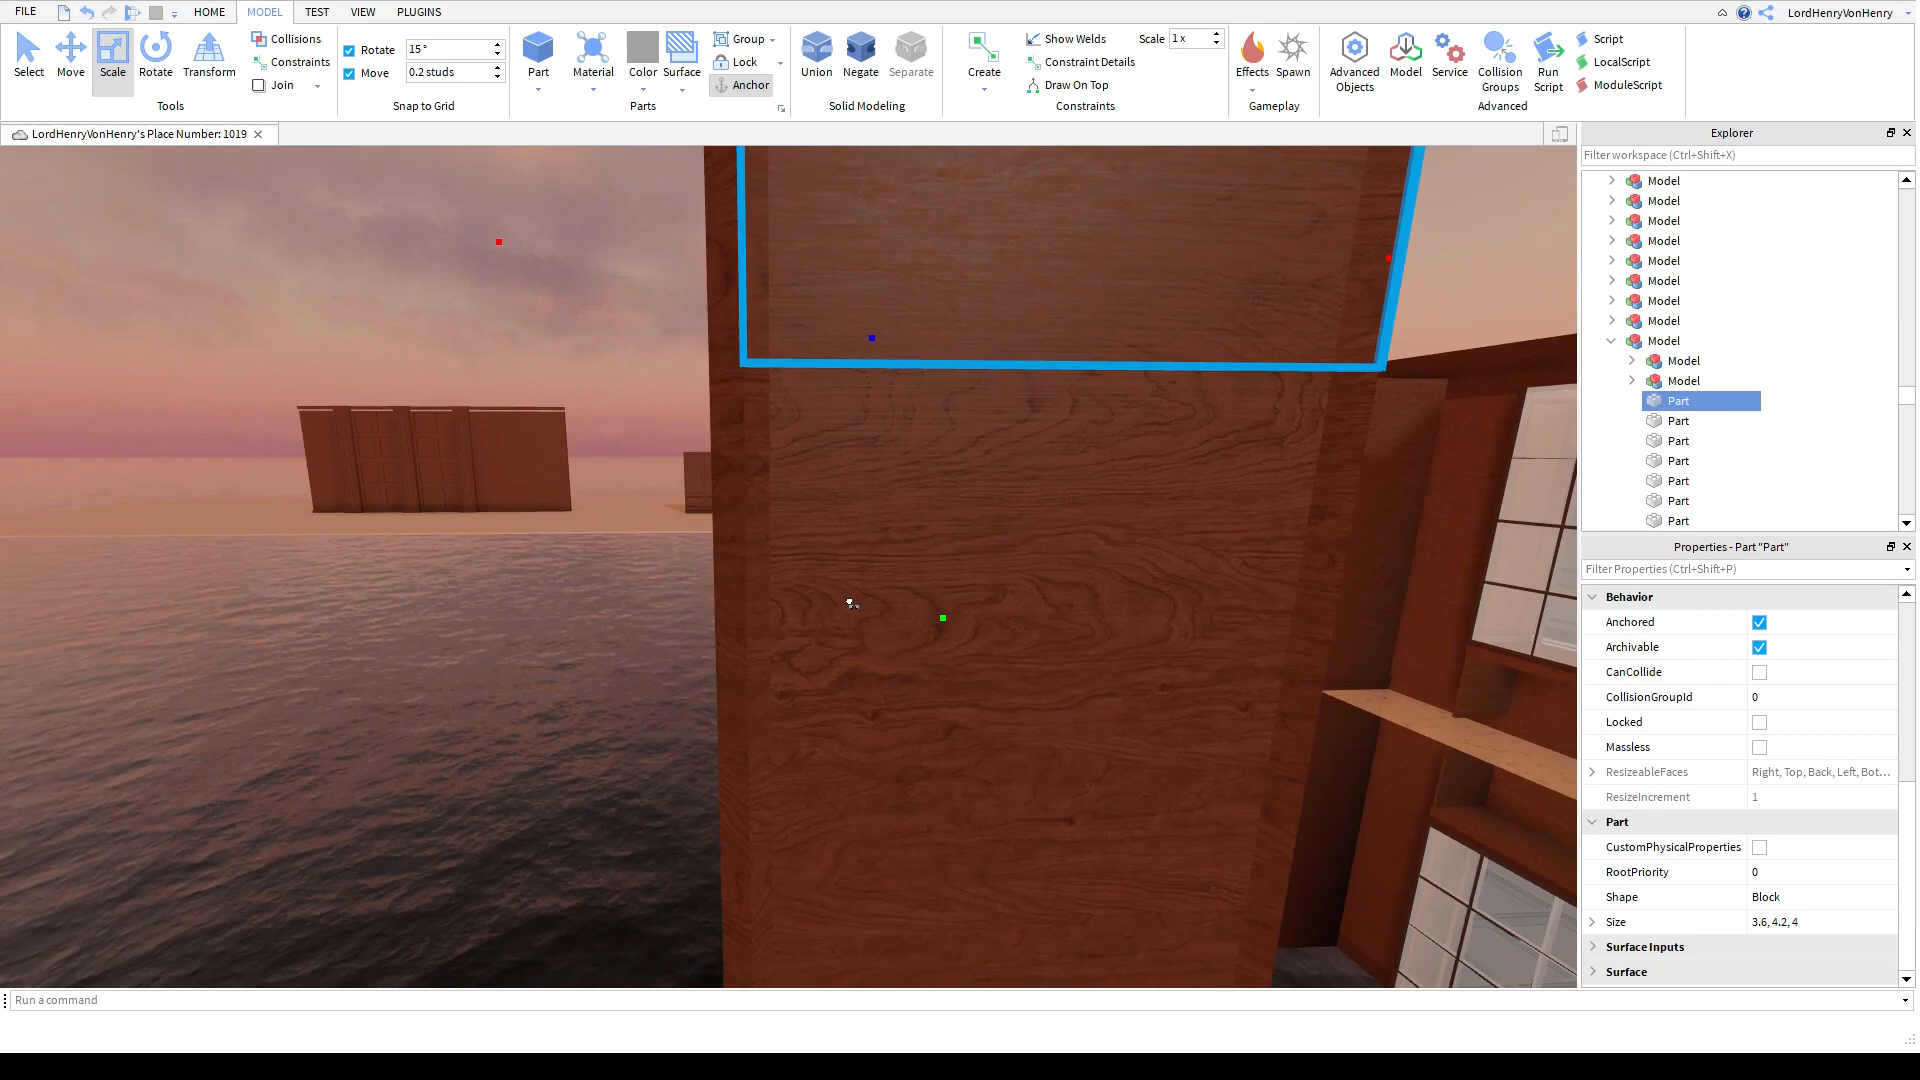 FILE HOME MODEL TEST VIEW PLUGINS LordHenryVonHenry
Select Move Scale Rotate Transform
Tools
Collisions
Constraints
Join
Rotate 15°
Move 0.2 studs
Snap to Grid
Part Material Color Surface
Group
Lock
Anchor
Parts
Union Negate Separate
Solid Modeling
Create
Show Welds Scale 1 x
Constraint Details
Draw On Top
Constraints
Effects Spawn
Gameplay
Advanced Objects
Model
Service
Collision Groups
Run Script
Script
LocalScript
ModuleScript
Advanced
LordHenryVonHenry's Place Number: 1019
Explorer
Filter workspace (Ctrl+Shift+X)
Model
Model
Model
Model
Model
Model
Model
Model
Model
Model
Model
Part
Part
Part
Part
Part
Part
Part
Properties - Part "Part"
Filter Properties (Ctrl+Shift+P)
Behavior
Anchored
Archivable
CanCollide
CollisionGroupId 0
Locked
Massless
ResizeableFaces Right, Top, Back, Left, Bot...
ResizeIncrement 1
Part
CustomPhysicalProperties
RootPriority 0
Shape Block
Size 3.6, 4.2, 4
Surface Inputs
Surface
Run a command